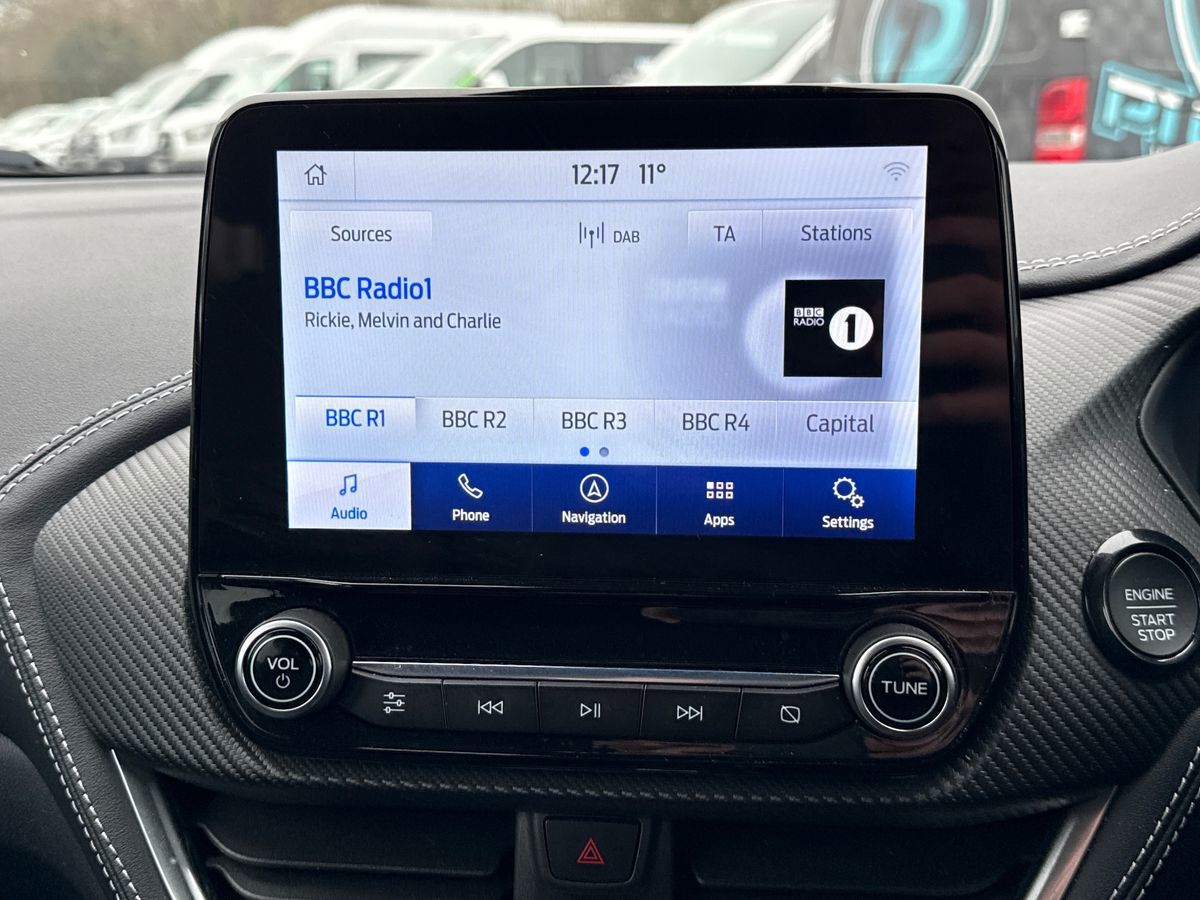 12:17 11°
Sources
DAB
TA
Stations
BBC Radio1
Rickie, Melvin and Charlie
BBC
RADIO
1
BBC R1
BBC R2
BBC R3
BBC R4
Capital
Audio
Phone
Navigation
Apps
Settings
ENGINE
START
STOP
VOL
TUNE